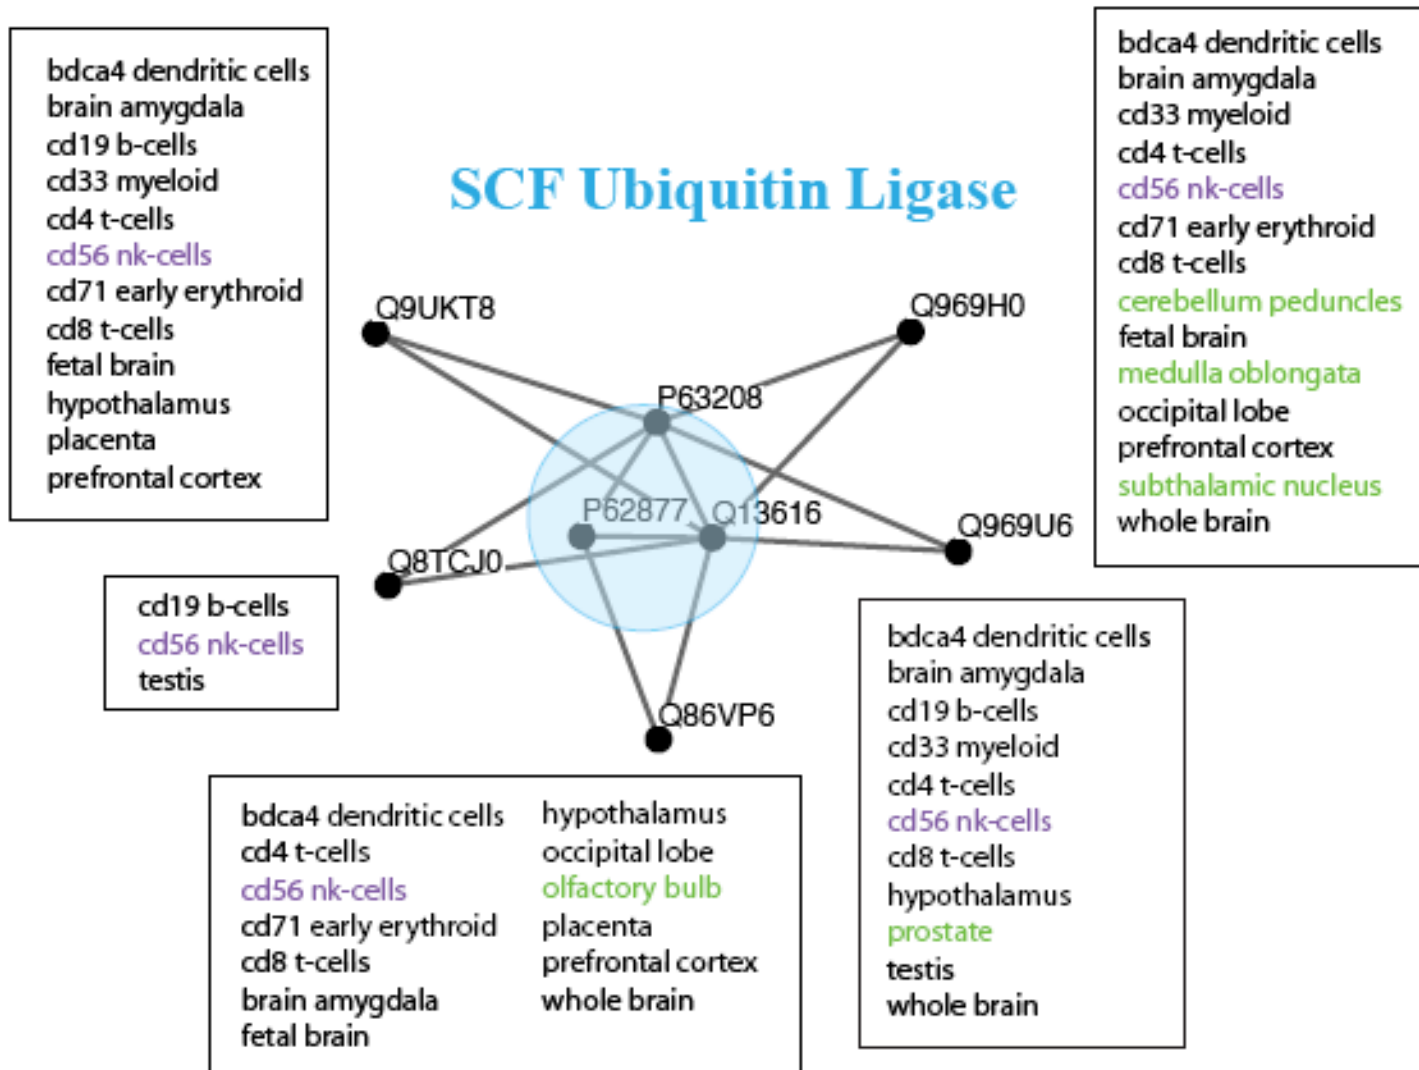 bdca4 dendritic cells
brain amygdala
cd19 b-cells
cd33 myeloid
cd4 t-cells
cd56 nk-cells
cd71 early erythroid
cd8 t-cells
fetal brain
hypothalamus
placenta
prefrontal cortex
SCF Ubiquitin Ligase
bdca4 dendritic cells
brain amygdala
cd33 myeloid
cd4 t-cells
cd56 nk-cells
cd71 early erythroid
cd8 t-cells
cerebellum peduncles
fetal brain
medulla oblongata
occipital lobe
prefrontal cortex
subthalamic nucleus
whole brain
Q9UKT8
Q969H0
P63208
P62877
Q13616
Q969U6
Q8TCJ0
Q86VP6
cd19 b-cells
cd56 nk-cells
testis
bdca4 dendritic cells
cd4 t-cells
cd56 nk-cells
cd71 early erythroid
cd8 t-cells
brain amygdala
fetal brain
hypothalamus
occipital lobe
olfactory bulb
placenta
prefrontal cortex
whole brain
bdca4 dendritic cells
brain amygdala
cd19 b-cells
cd33 myeloid
cd4 t-cells
cd56 nk-cells
cd8 t-cells
hypothalamus
prostate
testis
whole brain